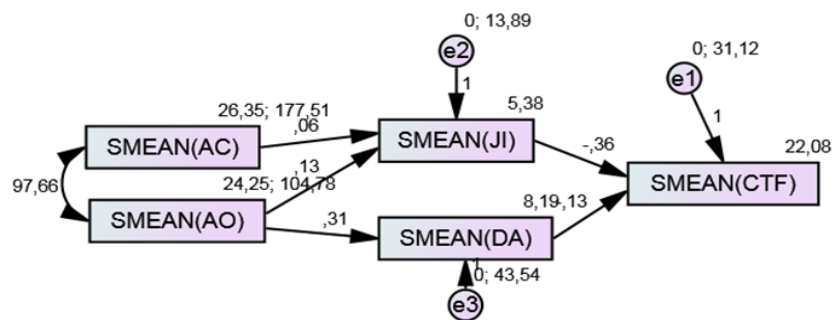 0; 13,89
e2
0; 31,12
e1
1
1
26,35; 177,51
,06
5,38
SMEAN(AC)
SMEAN(JI)
-,36
22,08
,13
97,66
24,25; 104,78
SMEAN(CTF)
SMEAN(AO)
,31
8,19
-,13
SMEAN(DA)
1
0; 43,54
e3